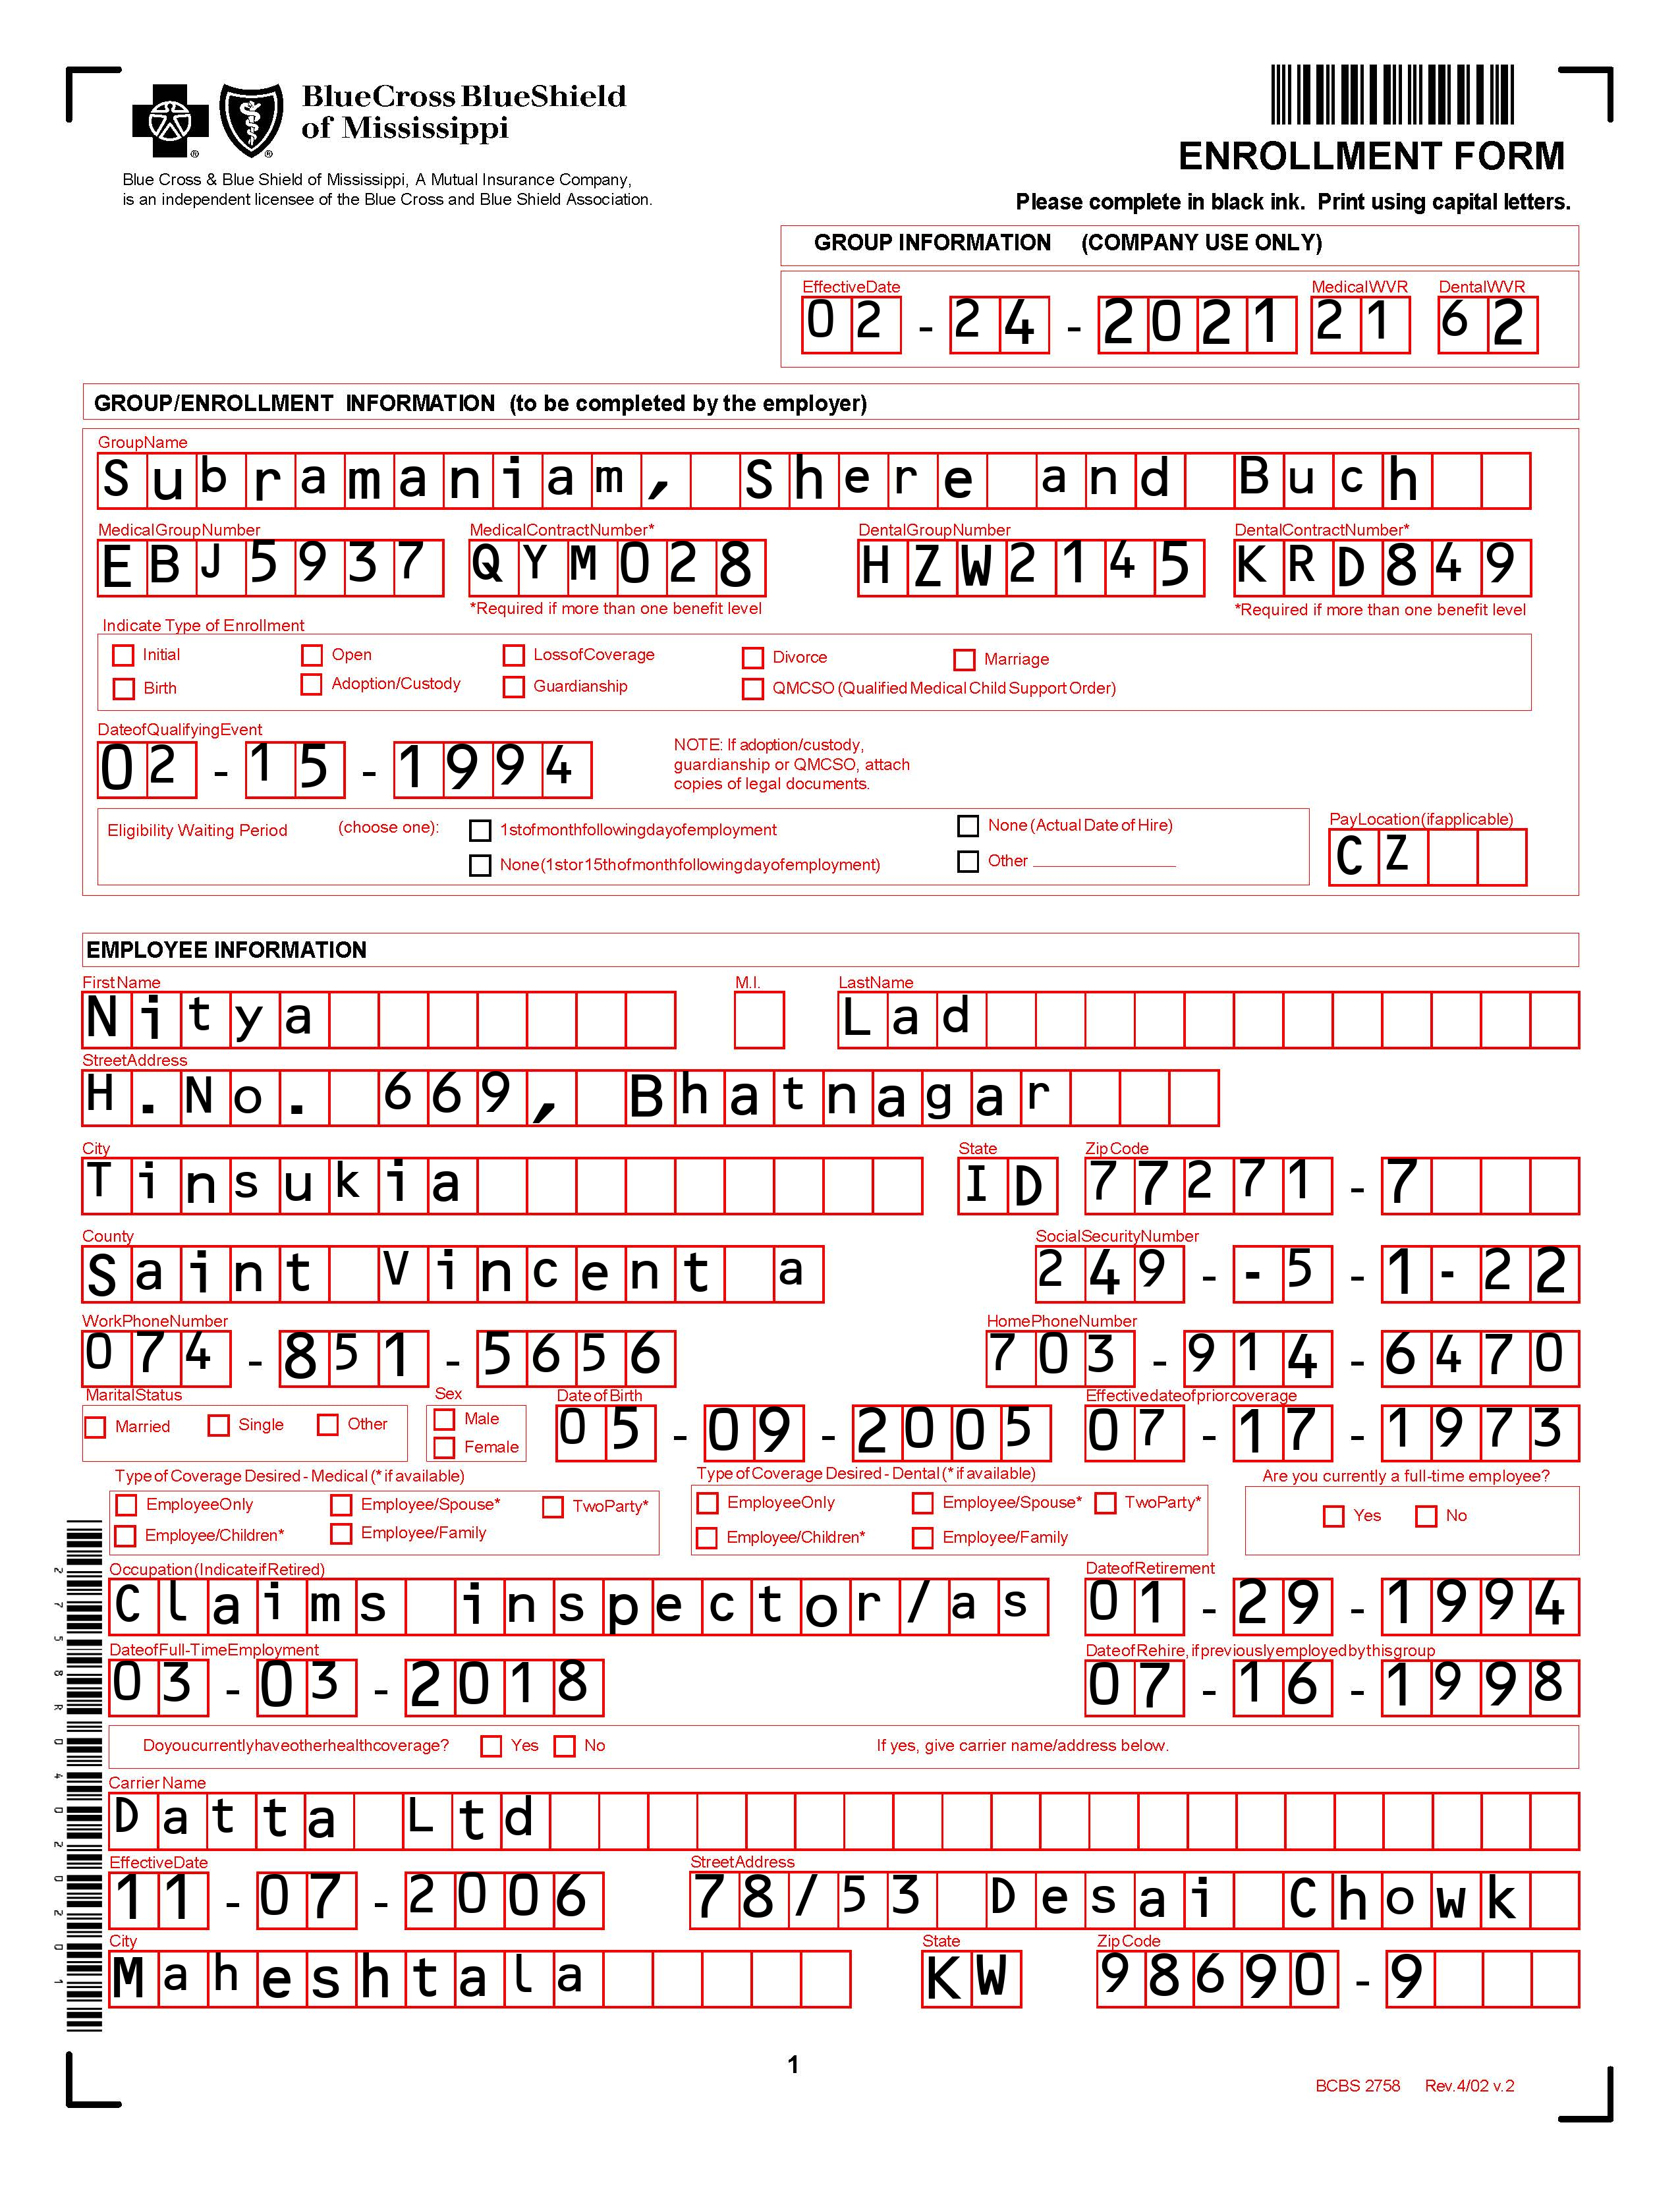 BlueCross BlueShield
of Mississippi
Blue Cross & Blue Shield of Mississippi, A Mutual Insurance Company,
is an independent licensee of the Blue Cross and Blue Shield Association.
ENROLLMENT FORM
Please complete in black ink. Print using capital letters.
GROUP INFORMATION (COMPANY USE ONLY)
EffectiveDate MedicalWVR DentalWVR
02-24-2021 21 62
GROUP/ENROLLMENT INFORMATION (to be completed by the employer)
GroupName
Subramaniam, Shere and Buch
MedicalGroupNumber MedicalContractNumber* DentalGroupNumber DentalContractNumber*
EBJ5937 QYM028 HZW2145 KRD849
*Required if more than one benefit level *Required if more than one benefit level
Indicate Type of Enrollment
Initial Open LossofCoverage Divorce Marriage
Birth Adoption/Custody Guardianship QMCSO (Qualified Medical Child Support Order)
DateofQualifyingEvent
02-15-1994
NOTE: If adoption/custody,
guardianship or QMCSO, attach
copies of legal documents.
Eligibility Waiting Period (choose one): 1stofmonthfollowingdayofemployment None (Actual Date of Hire)
None(1stor15thofmonthfollowingdayofemployment) Other
PayLocation(ifapplicable)
CZ
EMPLOYEE INFORMATION
FirstName M.I. LastName
Nitya Lad
StreetAddress
H.No. 669, Bhatnagar
City State ZipCode
Tinsukia ID 77271-7
County SocialSecurityNumber
Saint Vincent a 249--5-1-22
WorkPhoneNumber HomePhoneNumber
074-851-5656 703-914-6470
MaritalStatus Sex DateofBirth Effectivedateofpriorcoverage
Married Single Other Male Female 05-09-2005 07-17-1973
Type of Coverage Desired - Medical (* if available) Type of Coverage Desired - Dental (* if available) Are you currently a full-time employee?
EmployeeOnly Employee/Spouse* TwoParty* EmployeeOnly Employee/Spouse* TwoParty* Yes No
Employee/Children* Employee/Family Employee/Children* Employee/Family
Occupation(IndicateifRetired) DateofRetirement
Claims inspector/as 01-29-1994
DateofFull-TimeEmployment DateofRehire,ifpreviouslyemployedbythisgroup
03-03-2018 07-16-1998
Doyoucurrentlyhaveotherhealthcoverage? Yes No If yes, give carrier name/address below.
Carrier Name
Datta Ltd
EffectiveDate StreetAddress
11-07-2006 78/53 Desai Chowk
City State ZipCode
Maheshtala KW 98690-9
2758R04020201
1
BCBS 2758 Rev.4/02 v.2